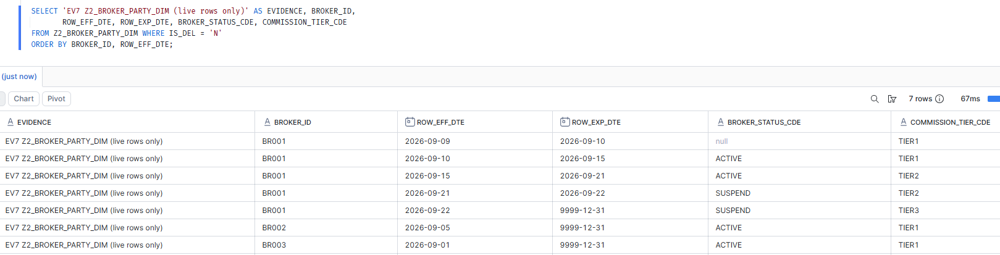 SELECT 'EV7 Z2_BROKER_PARTY_DIM (live rows only)' AS EVIDENCE, BROKER_ID,
ROW_EFF_DTE, ROW_EXP_DTE, BROKER_STATUS_CDE, COMMISSION_TIER_CDE
FROM Z2_BROKER_PARTY_DIM WHERE IS_DEL = 'N'
ORDER BY BROKER_ID, ROW_EFF_DTE;
(just now)
Chart Pivot 7 rows 67ms
EVIDENCE BROKER_ID ROW_EFF_DTE ROW_EXP_DTE BROKER_STATUS_CDE COMMISSION_TIER_CDE
EV7 Z2_BROKER_PARTY_DIM (live rows only) BR001 2026-09-09 2026-09-10 null TIER1
EV7 Z2_BROKER_PARTY_DIM (live rows only) BR001 2026-09-10 2026-09-15 ACTIVE TIER1
EV7 Z2_BROKER_PARTY_DIM (live rows only) BR001 2026-09-15 2026-09-21 ACTIVE TIER2
EV7 Z2_BROKER_PARTY_DIM (live rows only) BR001 2026-09-21 2026-09-22 SUSPEND TIER2
EV7 Z2_BROKER_PARTY_DIM (live rows only) BR001 2026-09-22 9999-12-31 SUSPEND TIER3
EV7 Z2_BROKER_PARTY_DIM (live rows only) BR002 2026-09-05 9999-12-31 ACTIVE TIER1
EV7 Z2_BROKER_PARTY_DIM (live rows only) BR003 2026-09-01 9999-12-31 ACTIVE TIER1